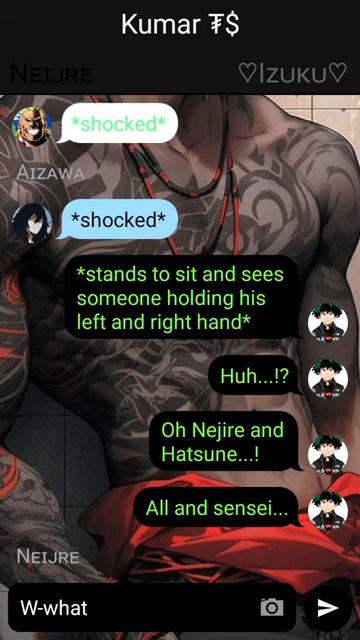 Kumar ₮$
Neijre ♡Izuku♡
*shocked*
Aizawa
*shocked*
*stands to sit and sees
someone holding his
left and right hand*
Huh...!?
Oh Nejire and
Hatsune...!
All and sensei...
Neijre
W-what